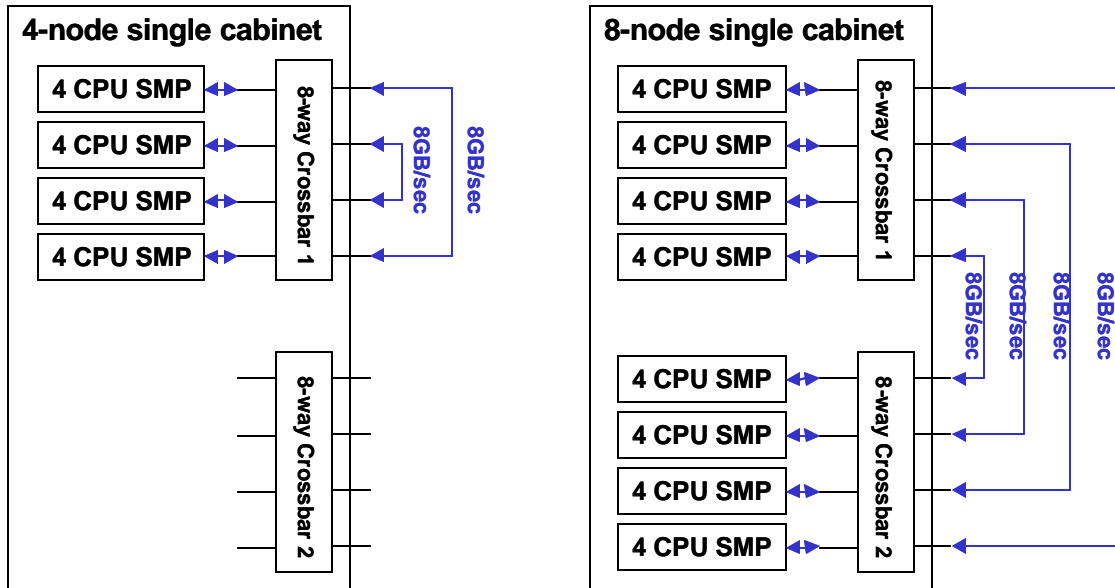 4-node single cabinet
4 CPU SMP
4 CPU SMP
4 CPU SMP
4 CPU SMP
8-way Crossbar 1
8GB/sec
8GB/sec
8-way Crossbar 2
8-node single cabinet
4 CPU SMP
4 CPU SMP
4 CPU SMP
4 CPU SMP
8-way Crossbar 1
8GB/sec
8GB/sec
8GB/sec
8GB/sec
4 CPU SMP
4 CPU SMP
4 CPU SMP
4 CPU SMP
8-way Crossbar 2